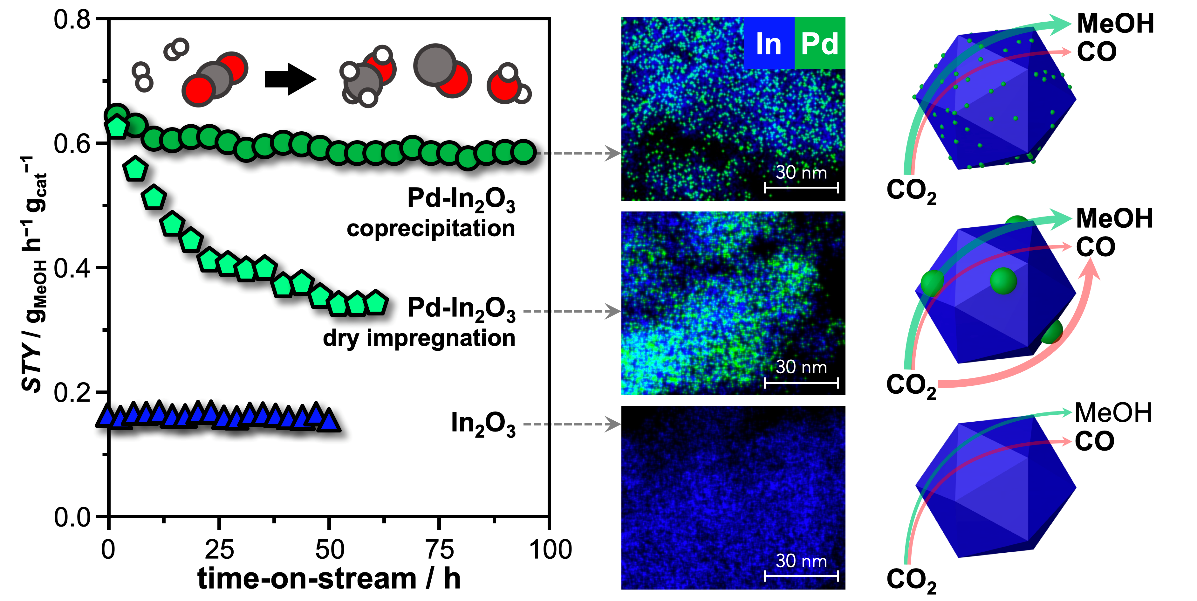 0.8
0.6
0.4
0.2
0.0
STY / gMeOH h⁻¹ gcat⁻¹
0
25
50
75
100
time-on-stream / h
Pd-In₂O₃
coprecipitation
Pd-In₂O₃
dry impregnation
In₂O₃
In Pd
30 nm
30 nm
30 nm
MeOH
CO
CO₂
MeOH
CO
CO₂
MeOH
CO
CO₂